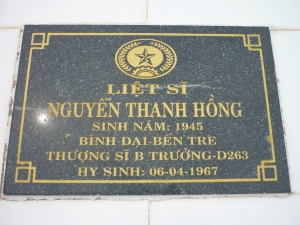 LIỆT SĨ
NGUYỄN THANH HỒNG
SINH NĂM: 1945
BÌNH ĐẠI-BẾN TRE
THƯỢNG SĨ B TRƯỞNG-D263
HY SINH: 06-04-1967